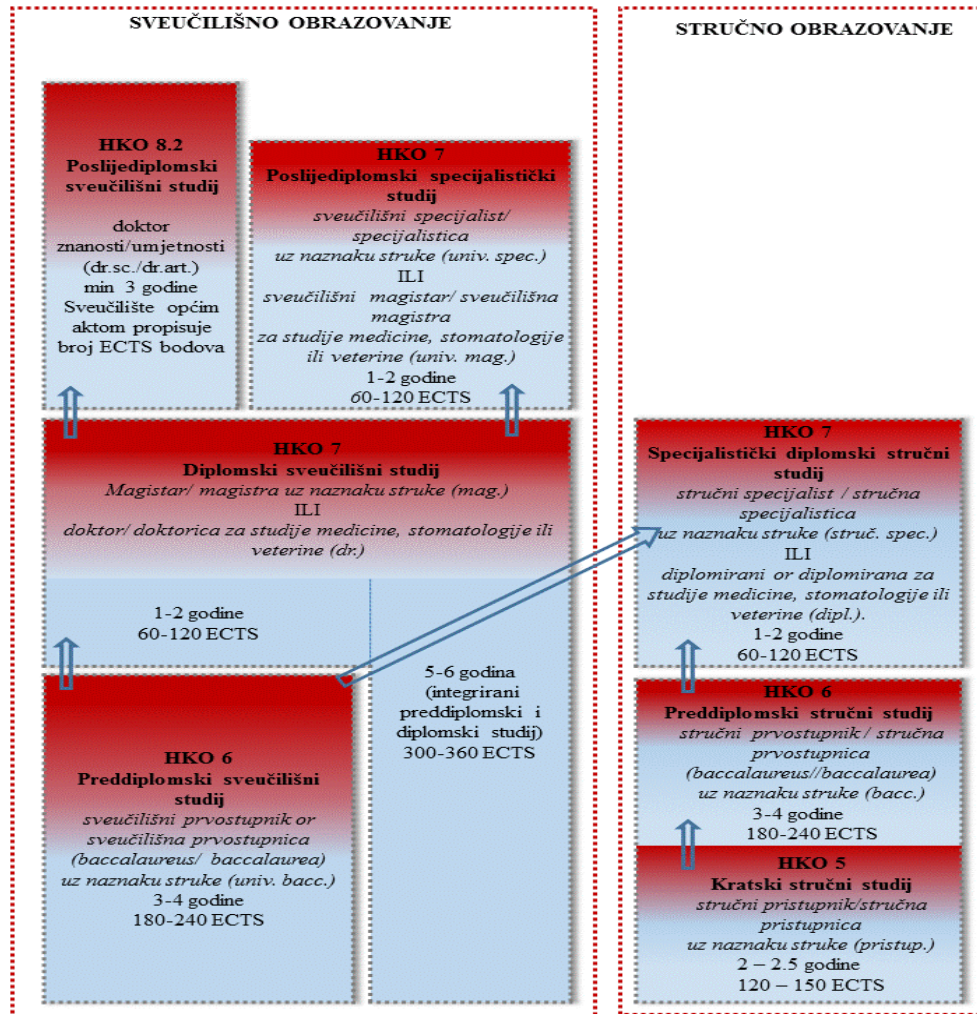 SVEUČILIŠNO OBRAZOVANJE
HKO 8.2
Poslijediplomski
sveučilišni studij
doktor
znanosti/umjetnosti
(dr.sc./dr.art.)
min 3 godine
Sveučilište općim
aktom propisuje
broj ECTS bodova
HKO 7
Poslijediplomski specijalistički
studij
sveučilišni specijalist/
specijalistica
uz naznaku struke (univ. spec.)
ILI
sveučilišni magistar/ sveučilišna
magistra
za studije medicine, stomatologije
ili veterine (univ. mag.)
1-2 godine
60-120 ECTS
HKO 7
Diplomski sveučilišni studij
Magistar/ magistra uz naznaku struke (mag.)
ILI
doktor/ doktorica za studije medicine, stomatologije ili
veterine (dr.)
1-2 godine
60-120 ECTS
5-6 godina
(integrirani
preddiplomski i
diplomski studij)
300-360 ECTS
HKO 6
Preddiplomski sveučilišni
studij
sveučilišni prvostupnik or
sveučilišna prvostupnica
(baccalaureus/ baccalaurea)
uz naznaku struke (univ. bacc.)
3-4 godine
180-240 ECTS
STRUČNO OBRAZOVANJE
HKO 7
Specijalistički diplomski stručni
studij
stručni specijalist / stručna
specijalistica
uz naznaku struke (struč. spec.)
ILI
diplomirani or diplomirana za
studije medicine, stomatologije ili
veterine (dipl.).
1-2 godine
60-120 ECTS
HKO 6
Preddiplomski stručni studij
stručni prvostupnik / stručna
prvostupnica
(baccalaureus//baccalaurea)
uz naznaku struke (bacc.)
3-4 godine
180-240 ECTS
HKO 5
Kratski stručni studij
stručni pristupnik/stručna
pristupnica
uz naznaku struke (pristup.)
2 – 2.5 godine
120 – 150 ECTS